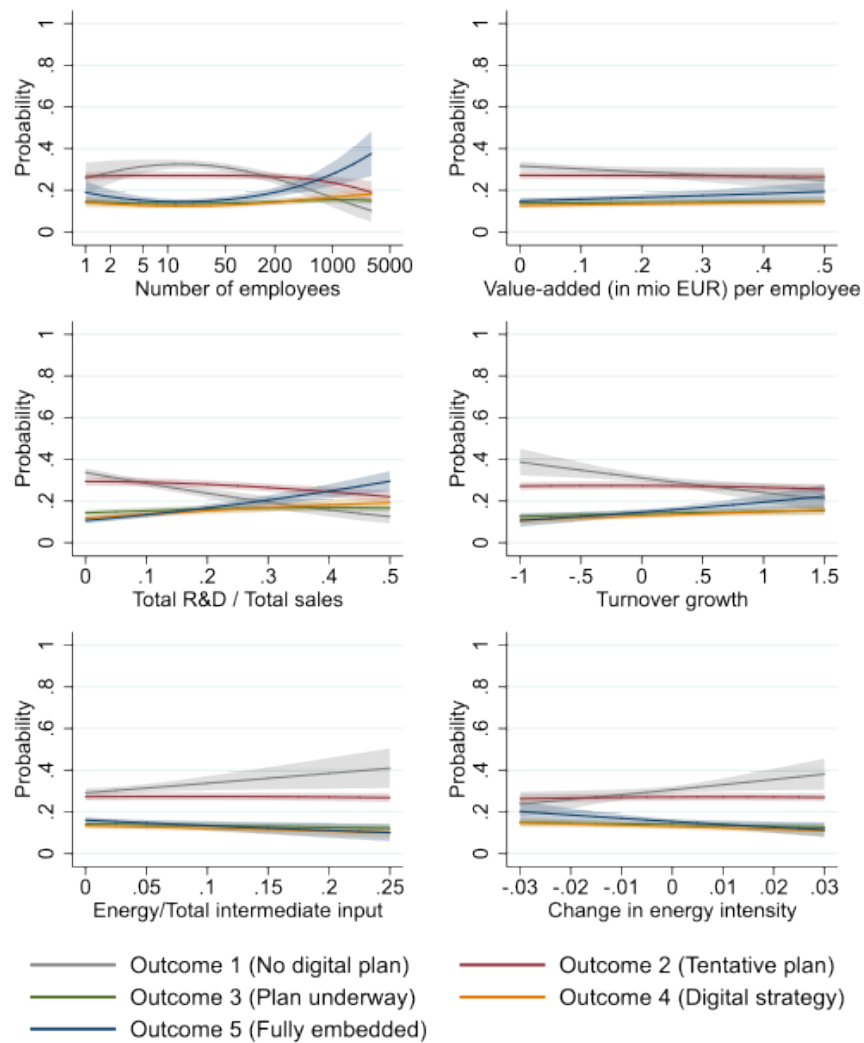 Probability
0 .2 .4 .6 .8 1
1 2 5 10 50 200 1000 5000
Number of employees
Probability
0 .2 .4 .6 .8 1
0 .1 .2 .3 .4 .5
Value-added (in mio EUR) per employee
Probability
0 .2 .4 .6 .8 1
0 .1 .2 .3 .4 .5
Total R&D / Total sales
Probability
0 .2 .4 .6 .8 1
-1 -.5 0 .5 1 1.5
Turnover growth
Probability
0 .2 .4 .6 .8 1
0 .05 .1 .15 .2 .25
Energy/Total intermediate input
Probability
0 .2 .4 .6 .8 1
-.03 -.02 -.01 0 .01 .02 .03
Change in energy intensity
Outcome 1 (No digital plan)
Outcome 2 (Tentative plan)
Outcome 3 (Plan underway)
Outcome 4 (Digital strategy)
Outcome 5 (Fully embedded)